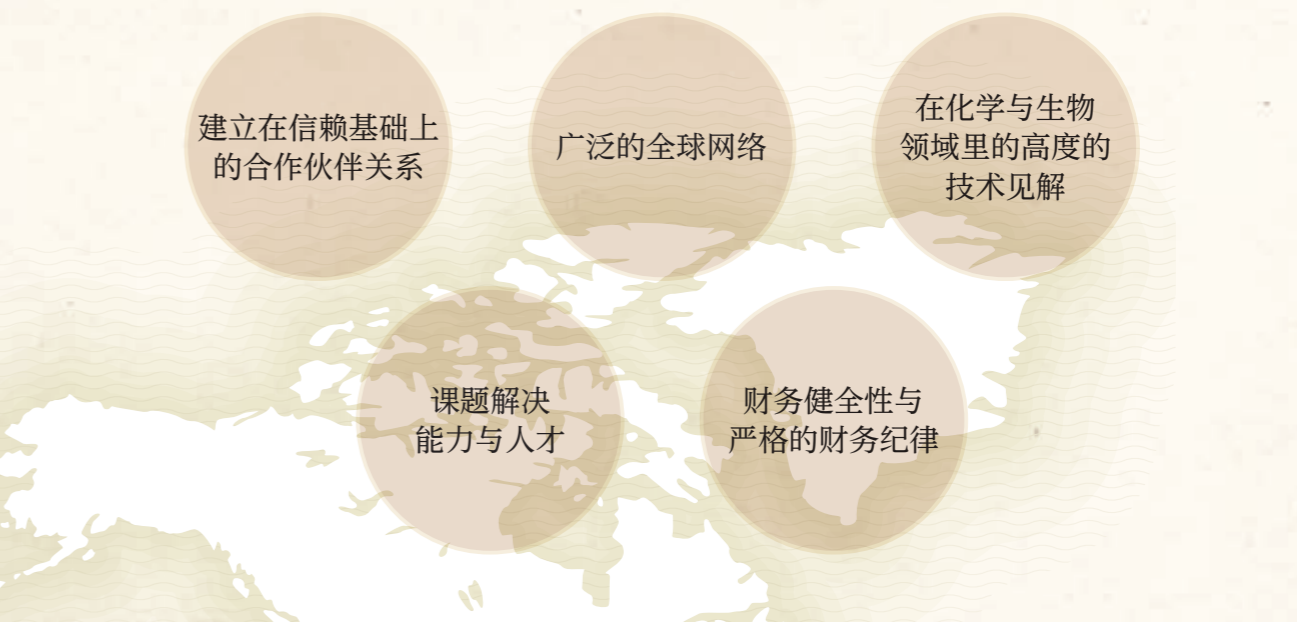 建立在信赖基础上
的合作伙伴关系
广泛的全球网络
在化学与生物
领域里的高度的
技术见解
课题解决
能力与人才
财务健全性与
严格的财务纪律